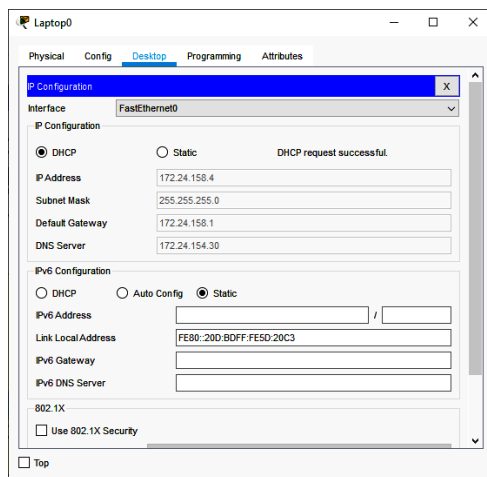 Laptop0
Physical Config Desktop Programming Attributes
IP Configuration X
Interface FastEthernet0
IP Configuration
DHCP Static DHCP request successful.
IP Address 172.24.158.4
Subnet Mask 255.255.255.0
Default Gateway 172.24.158.1
DNS Server 172.24.154.30
IPv6 Configuration
DHCP Auto Config Static
IPv6 Address /
Link Local Address FE80::20D:BDFF:FE5D:20C3
IPv6 Gateway
IPv6 DNS Server
802.1X
Use 802.1X Security
Top